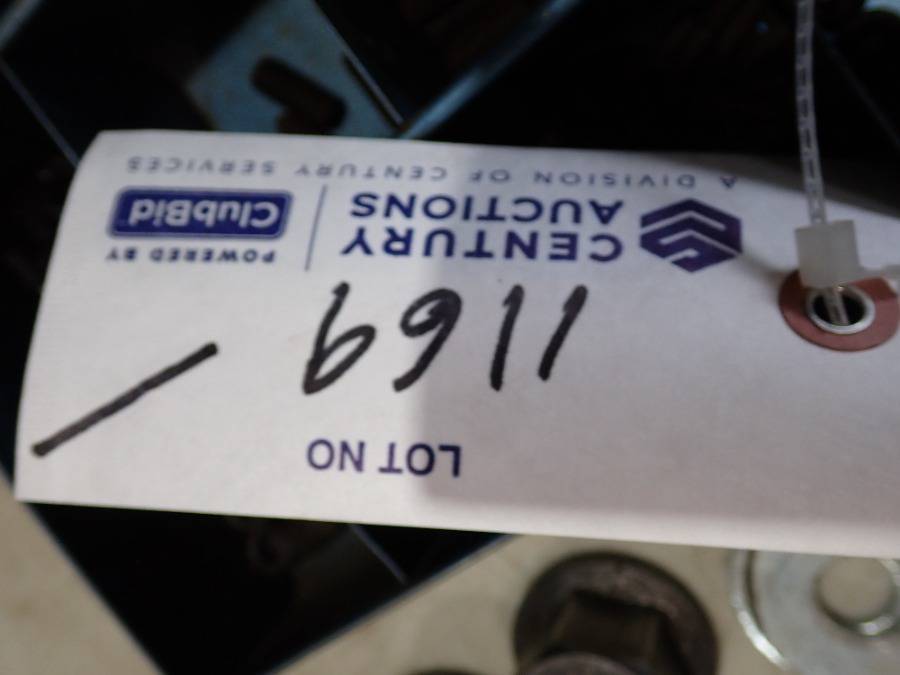 LOT NO
1169 /
CENTURY
AUCTIONS
POWERED BY
ClubBid
A DIVISION OF CENTURY SERVICES